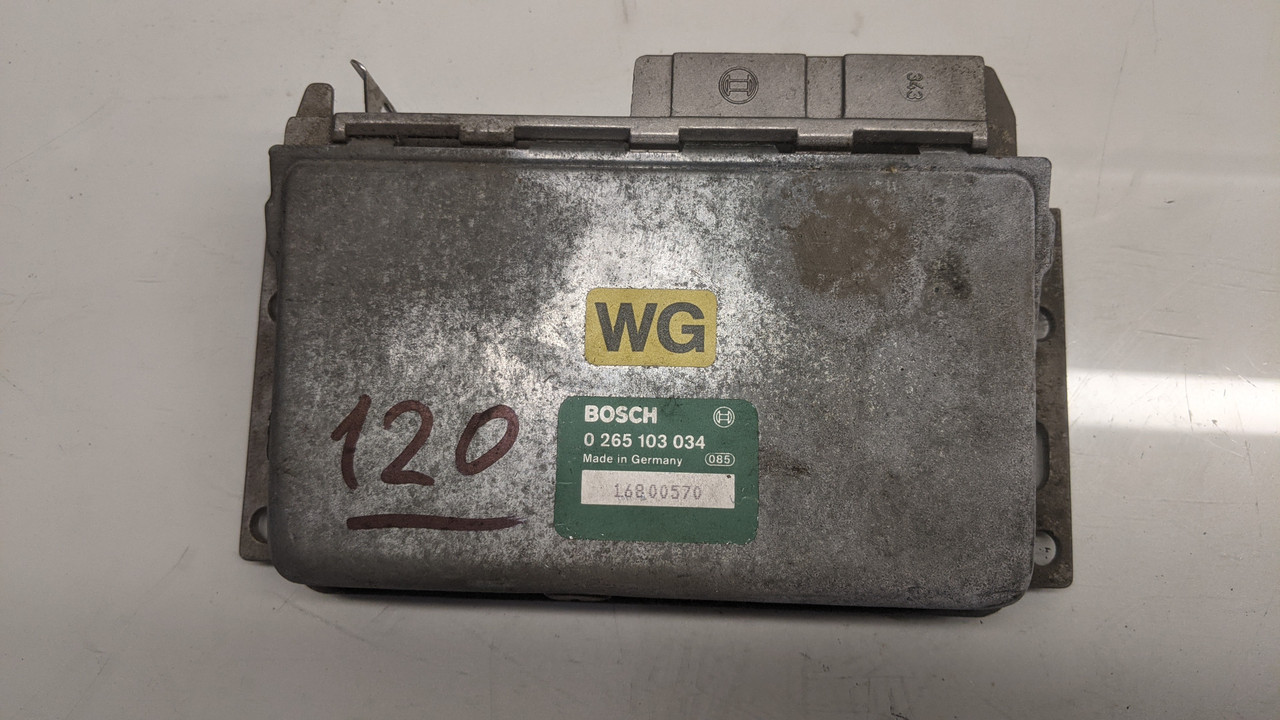 343
WG
120
BOSCH
0 265 103 034
Made in Germany 085
16800570